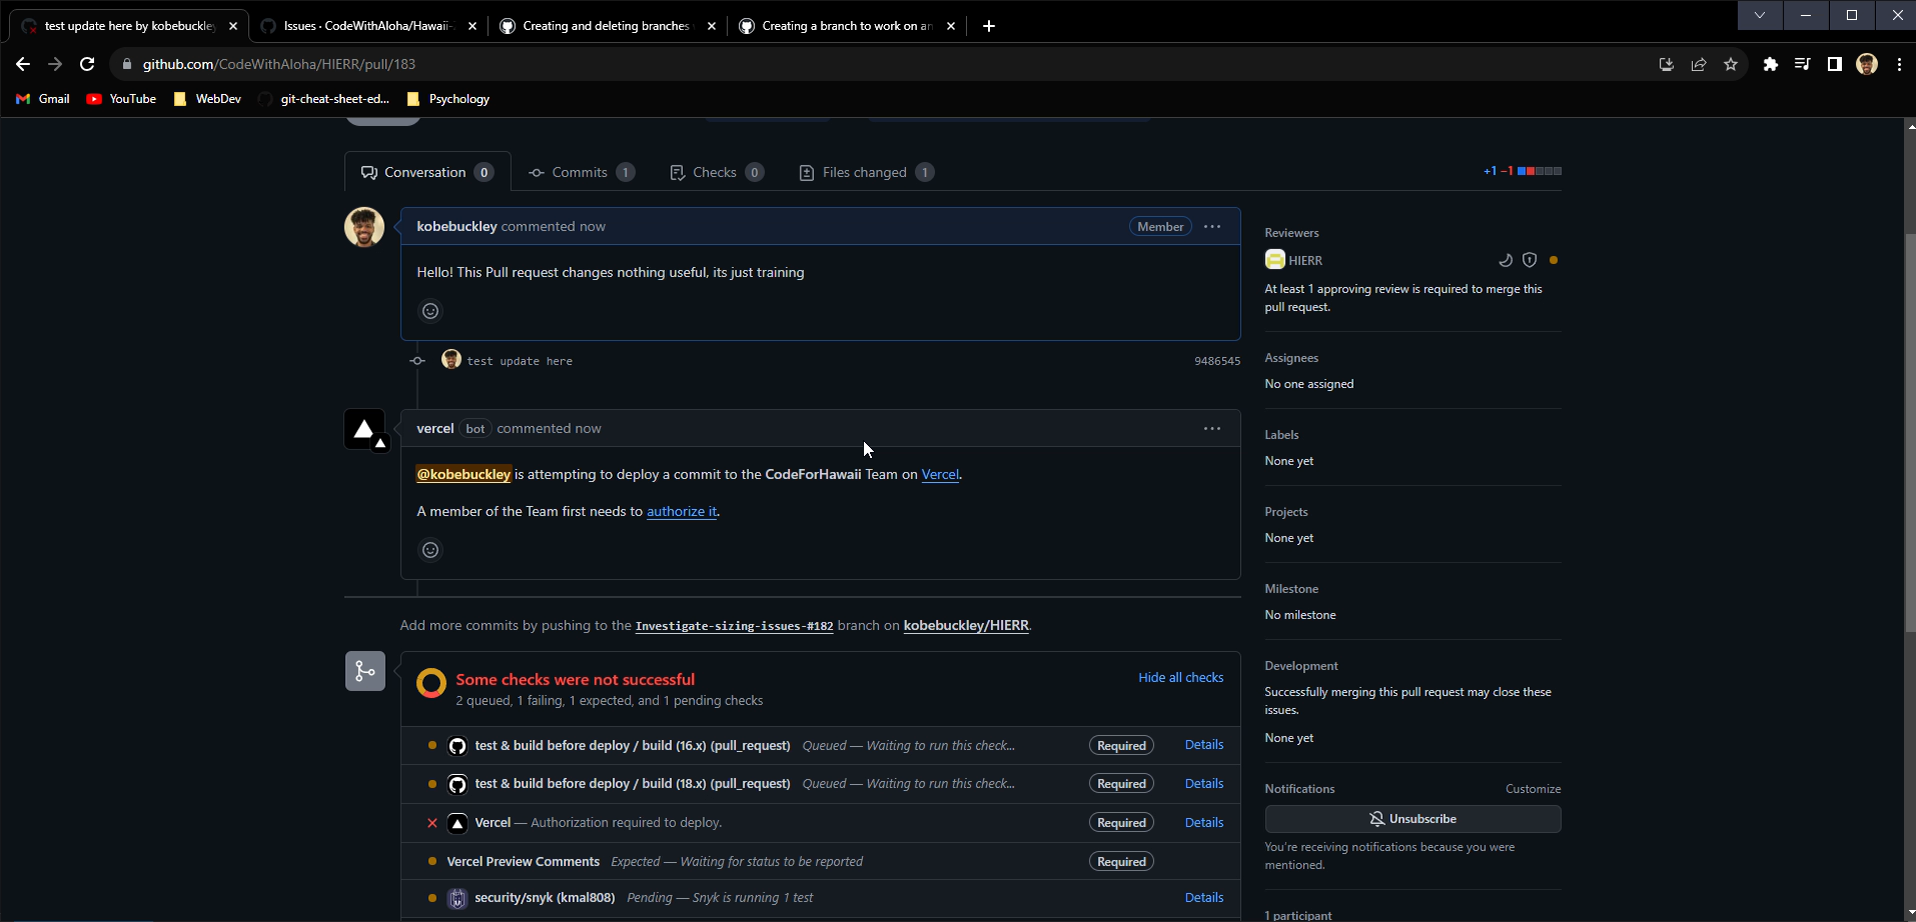 test update here by kobebuckle
Issues · CodeWithAloha/Hawaii-
Creating and deleting branches
Creating a branch to work on an
github.com/CodeWithAloha/HIERR/pull/183
Gmail
YouTube
WebDev
git-cheat-sheet-ed...
Psychology
Conversation 0
Commits 1
Checks 0
Files changed 1
+1 −1
kobebuckley commented now
Member
Hello! This Pull request changes nothing useful, its just training
test update here
9486545
vercel bot commented now
@kobebuckley is attempting to deploy a commit to the CodeForHawaii Team on Vercel.
A member of the Team first needs to authorize it.
Add more commits by pushing to the Investigate-sizing-issues-#182 branch on kobebuckley/HIERR.
Some checks were not successful
2 queued, 1 failing, 1 expected, and 1 pending checks
Hide all checks
test & build before deploy / build (16.x) (pull_request) Queued — Waiting to run this check... Required Details
test & build before deploy / build (18.x) (pull_request) Queued — Waiting to run this check... Required Details
Vercel — Authorization required to deploy. Required Details
Vercel Preview Comments Expected — Waiting for status to be reported Required
security/snyk (kmal808) Pending — Snyk is running 1 test Details
Reviewers
HIERR
At least 1 approving review is required to merge this
pull request.
Assignees
No one assigned
Labels
None yet
Projects
None yet
Milestone
No milestone
Development
Successfully merging this pull request may close these
issues.
None yet
Notifications
Customize
Unsubscribe
You're receiving notifications because you were
mentioned.
1 participant